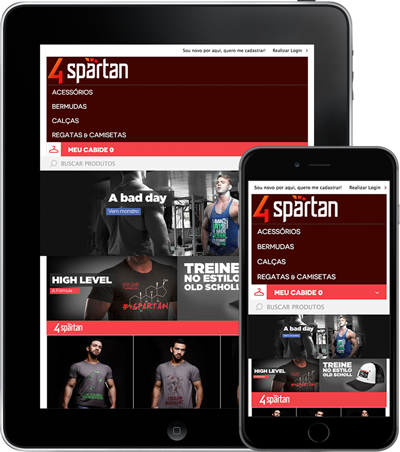 Sou novo por aqui, quero me cadastrar! Realizar Login
4 spartan
ACESSÓRIOS
BERMUDAS
CALÇAS
REGATAS & CAMISETAS
MEU CABIDE 0
BUSCAR PRODUTOS
A bad day
Vem monstro
HIGH LEVEL
A Fórmula
TREINE
NO ESTILO
OLD SCHOLL
4 spartan
Sou novo por aqui, quero me cadastrar! Realizar Login
4 spartan
ACESSÓRIOS
BERMUDAS
CALÇAS
REGATAS & CAMISETAS
MEU CABIDE 0
BUSCAR PRODUTOS
A bad day
HIGH LEVEL
TREINE
NO ESTILO
OLD SCHOLL
4 spartan